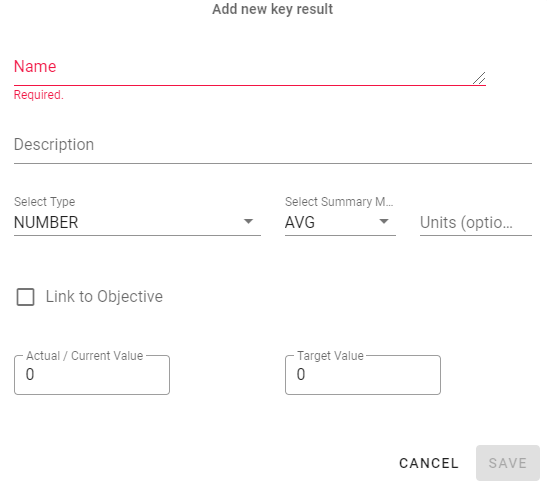 Add new key result
Name
Required.
Description
Select Type
NUMBER
Select Summary M...
AVG
Units (optio...
Link to Objective
Actual / Current Value
0
Target Value
0
CANCEL
SAVE